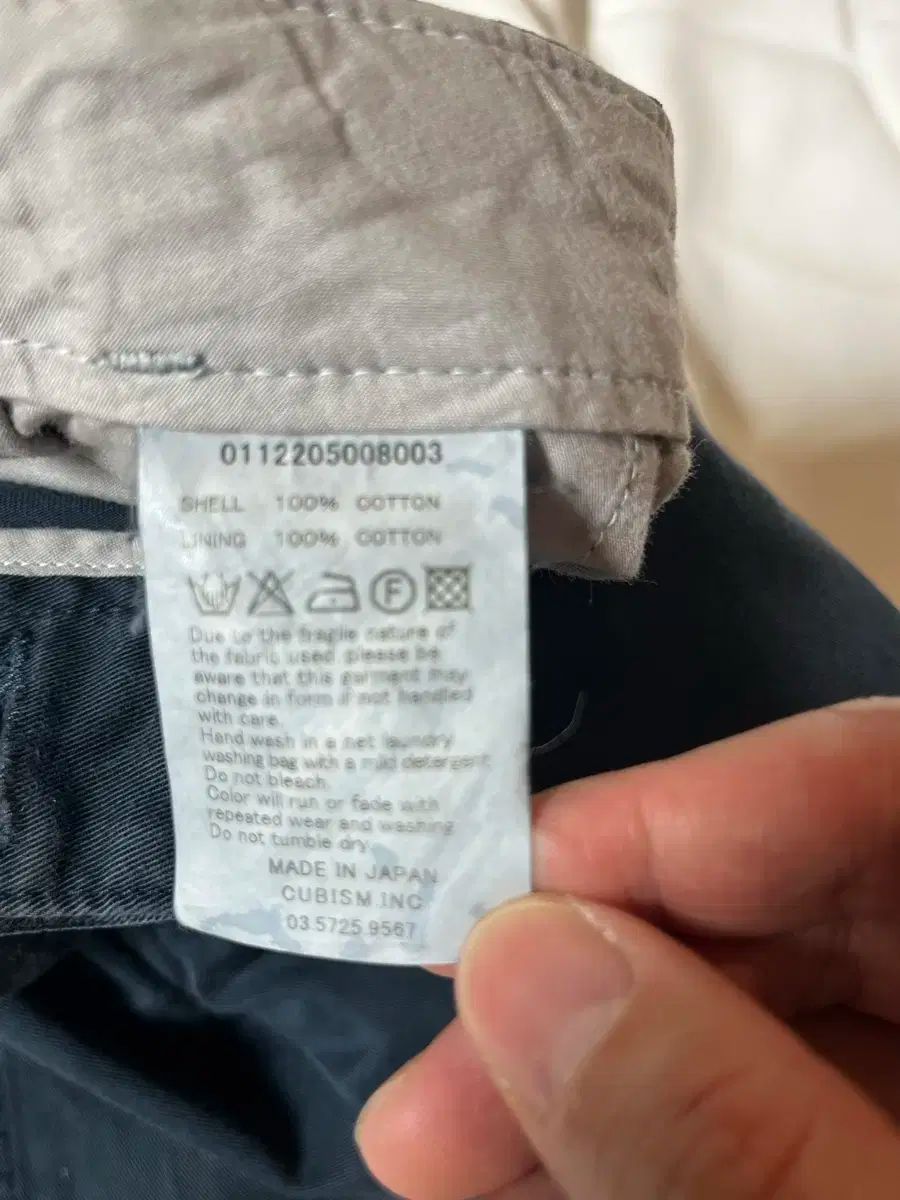 0112205008003
SHELL 100% COTTON
LINING 100% COTTON
F
Due to the fragile nature of
the fabric used, please be
aware that this garment may
change in form if not handled
with care.
Hand wash in a net laundry
washing bag with a mild detergent.
Do not bleach.
Color will run or fade with
repeated wear and washing.
Do not tumble dry.
MADE IN JAPAN
CUBISM INC
03.5725.9567